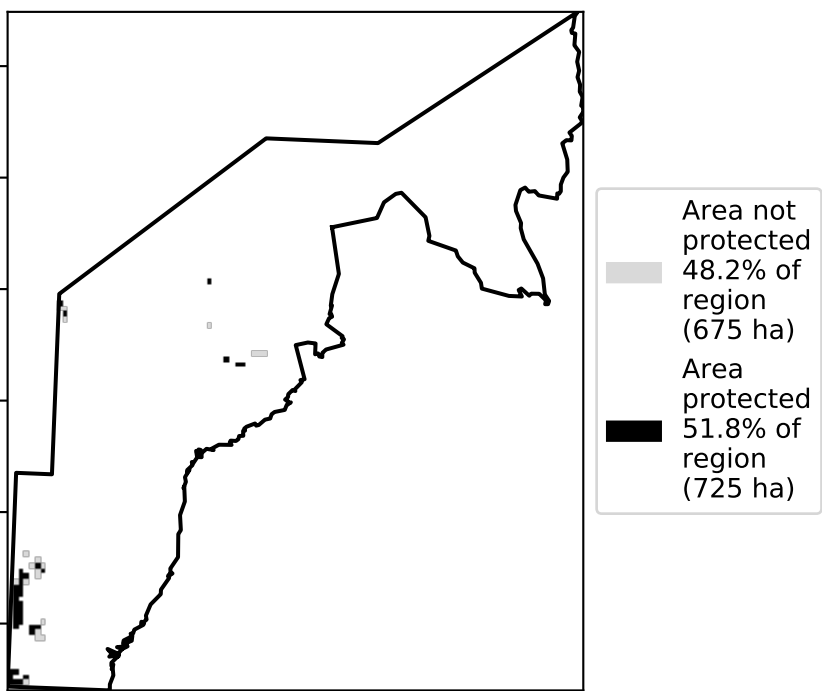 Area not
protected
48.2% of
region
(675 ha)
Area
protected
51.8% of
region
(725 ha)